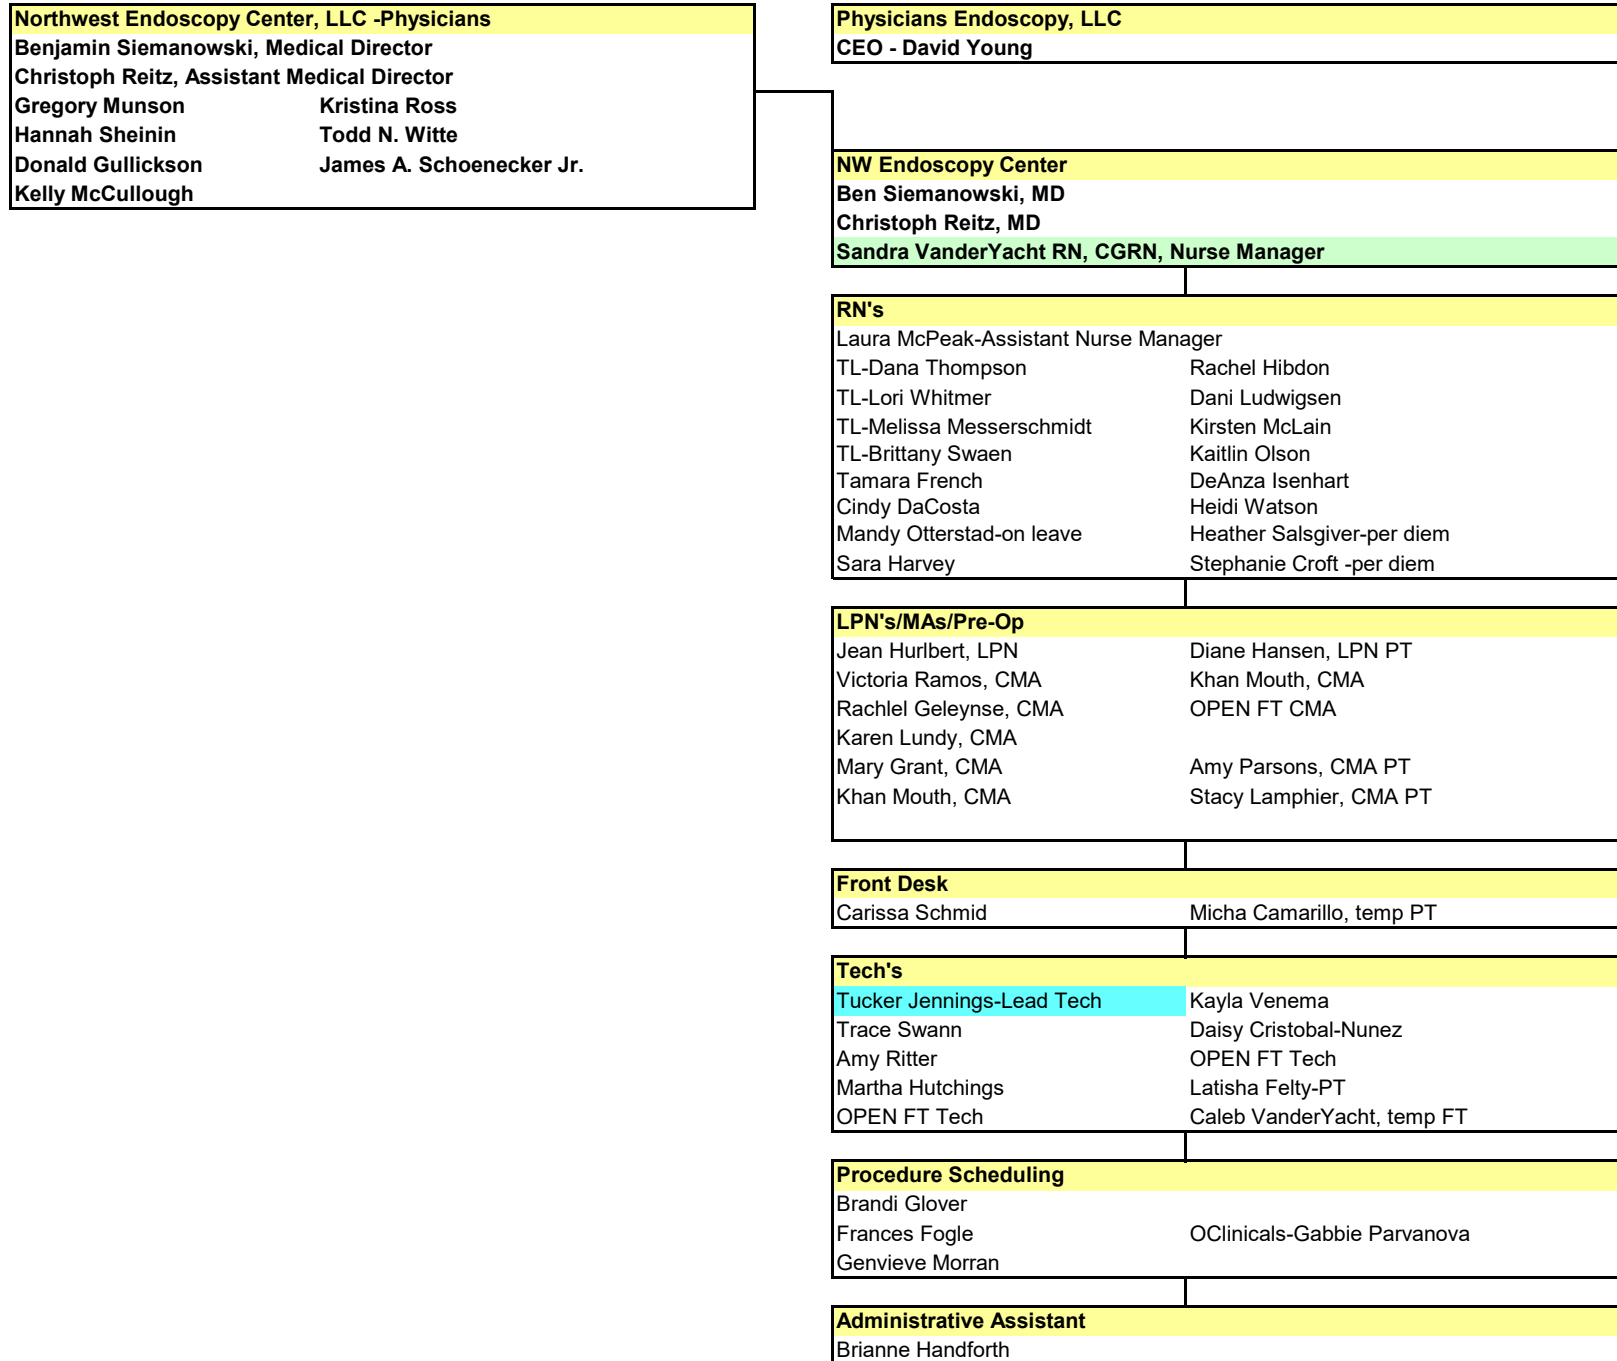 Northwest Endoscopy Center, LLC -Physicians
Benjamin Siemanowski, Medical Director
Christoph Reitz, Assistant Medical Director
Gregory Munson Kristina Ross
Hannah Sheinin Todd N. Witte
Donald Gullickson James A. Schoenecker Jr.
Kelly McCullough
Physicians Endoscopy, LLC
CEO - David Young
NW Endoscopy Center
Ben Siemanowski, MD
Christoph Reitz, MD
Sandra VanderYacht RN, CGRN, Nurse Manager
RN's
Laura McPeak-Assistant Nurse Manager
TL-Dana Thompson Rachel Hibdon
TL-Lori Whitmer Dani Ludwigsen
TL-Melissa Messerschmidt Kirsten McLain
TL-Brittany Swaen Kaitlin Olson
Tamara French DeAnza Isenhart
Cindy DaCosta Heidi Watson
Mandy Otterstad-on leave Heather Salsgiver-per diem
Sara Harvey Stephanie Croft -per diem
LPN's/MAs/Pre-Op
Jean Hurlbert, LPN Diane Hansen, LPN PT
Victoria Ramos, CMA Khan Mouth, CMA
Rachlel Geleynse, CMA OPEN FT CMA
Karen Lundy, CMA
Mary Grant, CMA Amy Parsons, CMA PT
Khan Mouth, CMA Stacy Lamphier, CMA PT
Front Desk
Carissa Schmid Micha Camarillo, temp PT
Tech's
Tucker Jennings-Lead Tech Kayla Venema
Trace Swann Daisy Cristobal-Nunez
Amy Ritter OPEN FT Tech
Martha Hutchings Latisha Felty-PT
OPEN FT Tech Caleb VanderYacht, temp FT
Procedure Scheduling
Brandi Glover
Frances Fogle OClinicals-Gabbie Parvanova
Genvieve Morran
Administrative Assistant
Brianne Handforth